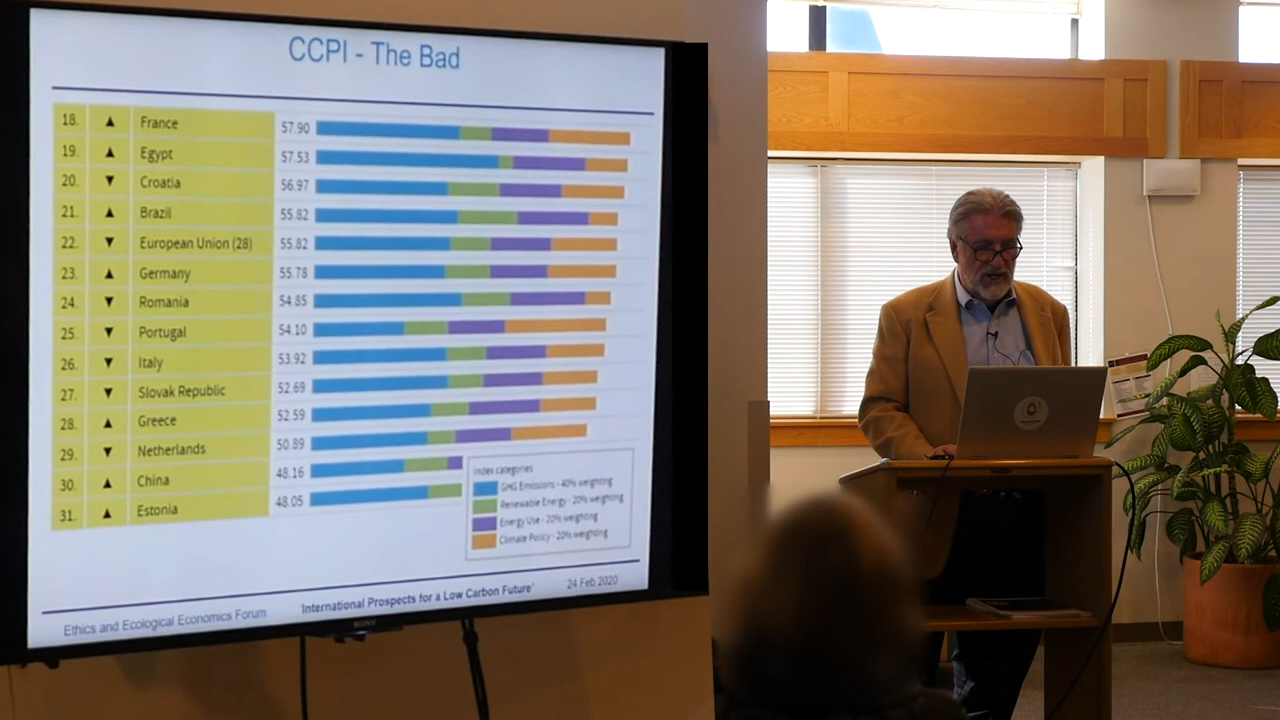 CCPI - The Bad
18. ▲ France 57.90
19. ▲ Egypt 57.53
20. ▼ Croatia 56.97
21. ▲ Brazil 55.82
22. ▼ European Union (28) 55.82
23. ▲ Germany 55.78
24. ▼ Romania 54.85
25. ▼ Portugal 54.10
26. ▼ Italy 53.92
27. ▼ Slovak Republic 52.69
28. ▲ Greece 52.59
29. ▼ Netherlands 50.89
30. ▲ China 48.16
31. ▲ Estonia 48.05
Index categories
GHG Emissions - 40% weighting
Renewable Energy - 20% weighting
Energy Use - 20% weighting
Climate Policy - 20% weighting
Ethics and Ecological Economics Forum 'International Prospects for a Low Carbon Future' 24 Feb 2020
SONY